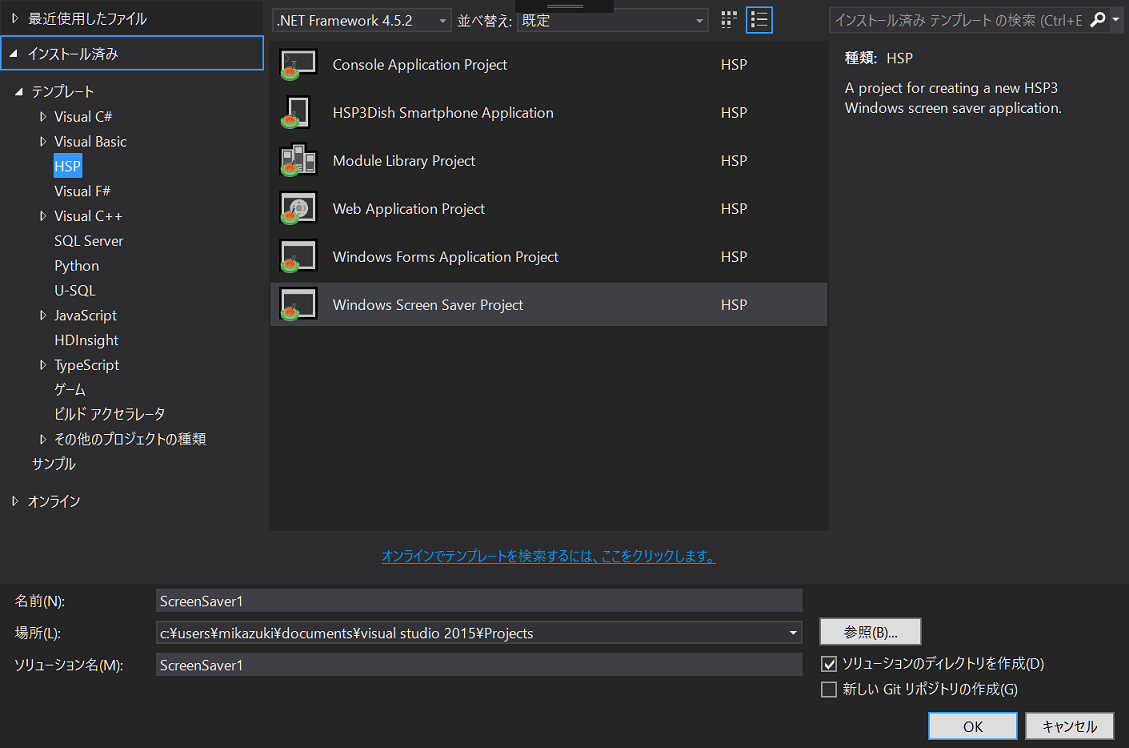 最近使用したファイル
インストール済み
テンプレート
Visual C#
Visual Basic
HSP
Visual F#
Visual C++
SQL Server
Python
U-SQL
JavaScript
HDInsight
TypeScript
ゲーム
ビルド アクセラレータ
その他のプロジェクトの種類
サンプル
オンライン
.NET Framework 4.5.2 並べ替え: 既定
Console Application Project HSP
HSP3Dish Smartphone Application HSP
Module Library Project HSP
Web Application Project HSP
Windows Forms Application Project HSP
Windows Screen Saver Project HSP
オンラインでテンプレートを検索するには、ここをクリックします。
インストール済み テンプレート の検索 (Ctrl+E
種類: HSP
A project for creating a new HSP3
Windows screen saver application.
名前(N): ScreenSaver1
場所(L): c:¥users¥mikazuki¥documents¥visual studio 2015¥Projects 参照(B)...
ソリューション名(M): ScreenSaver1
ソリューションのディレクトリを作成(D)
新しい Git リポジトリの作成(G)
OK キャンセル